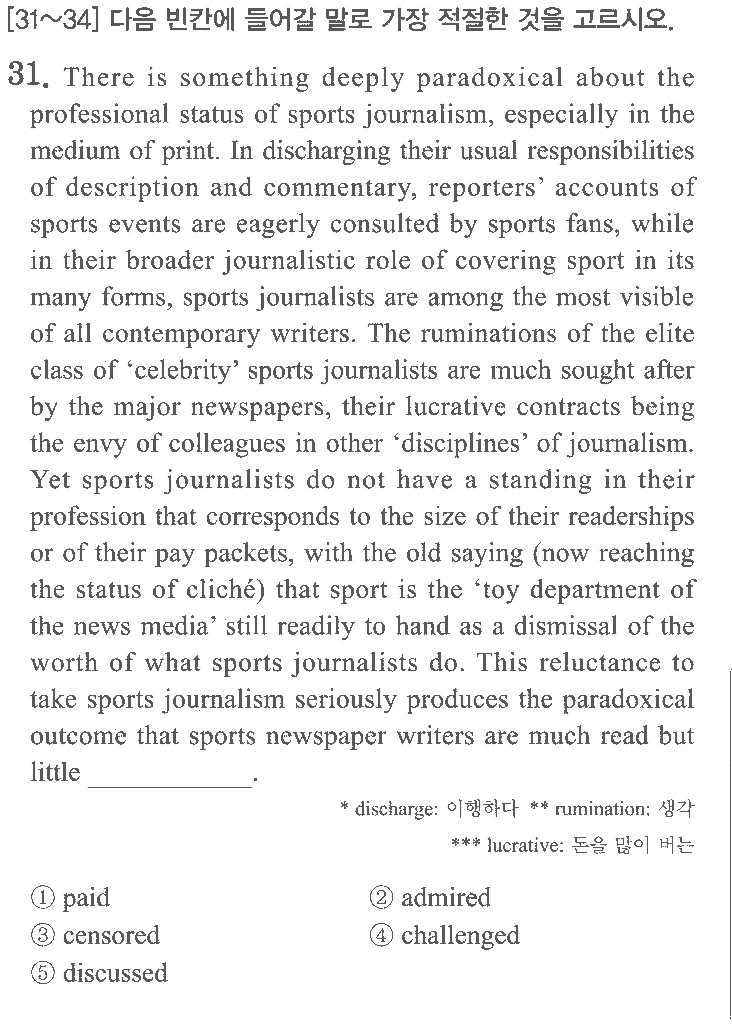 [31~34] 다음 빈칸에 들어갈 말로 가장 적절한 것을 고르시오.
31. There is something deeply paradoxical about the
professional status of sports journalism, especially in the
medium of print. In discharging their usual responsibilities
of description and commentary, reporters’ accounts of
sports events are eagerly consulted by sports fans, while
in their broader journalistic role of covering sport in its
many forms, sports journalists are among the most visible
of all contemporary writers. The ruminations of the elite
class of ‘celebrity’ sports journalists are much sought after
by the major newspapers, their lucrative contracts being
the envy of colleagues in other ‘disciplines’ of journalism.
Yet sports journalists do not have a standing in their
profession that corresponds to the size of their readerships
or of their pay packets, with the old saying (now reaching
the status of cliché) that sport is the ‘toy department of
the news media’ still readily to hand as a dismissal of the
worth of what sports journalists do. This reluctance to
take sports journalism seriously produces the paradoxical
outcome that sports newspaper writers are much read but
little ____________.
* discharge: 이행하다 ** rumination: 생각
*** lucrative: 돈을 많이 버는
① paid ② admired
③ censored ④ challenged
⑤ discussed